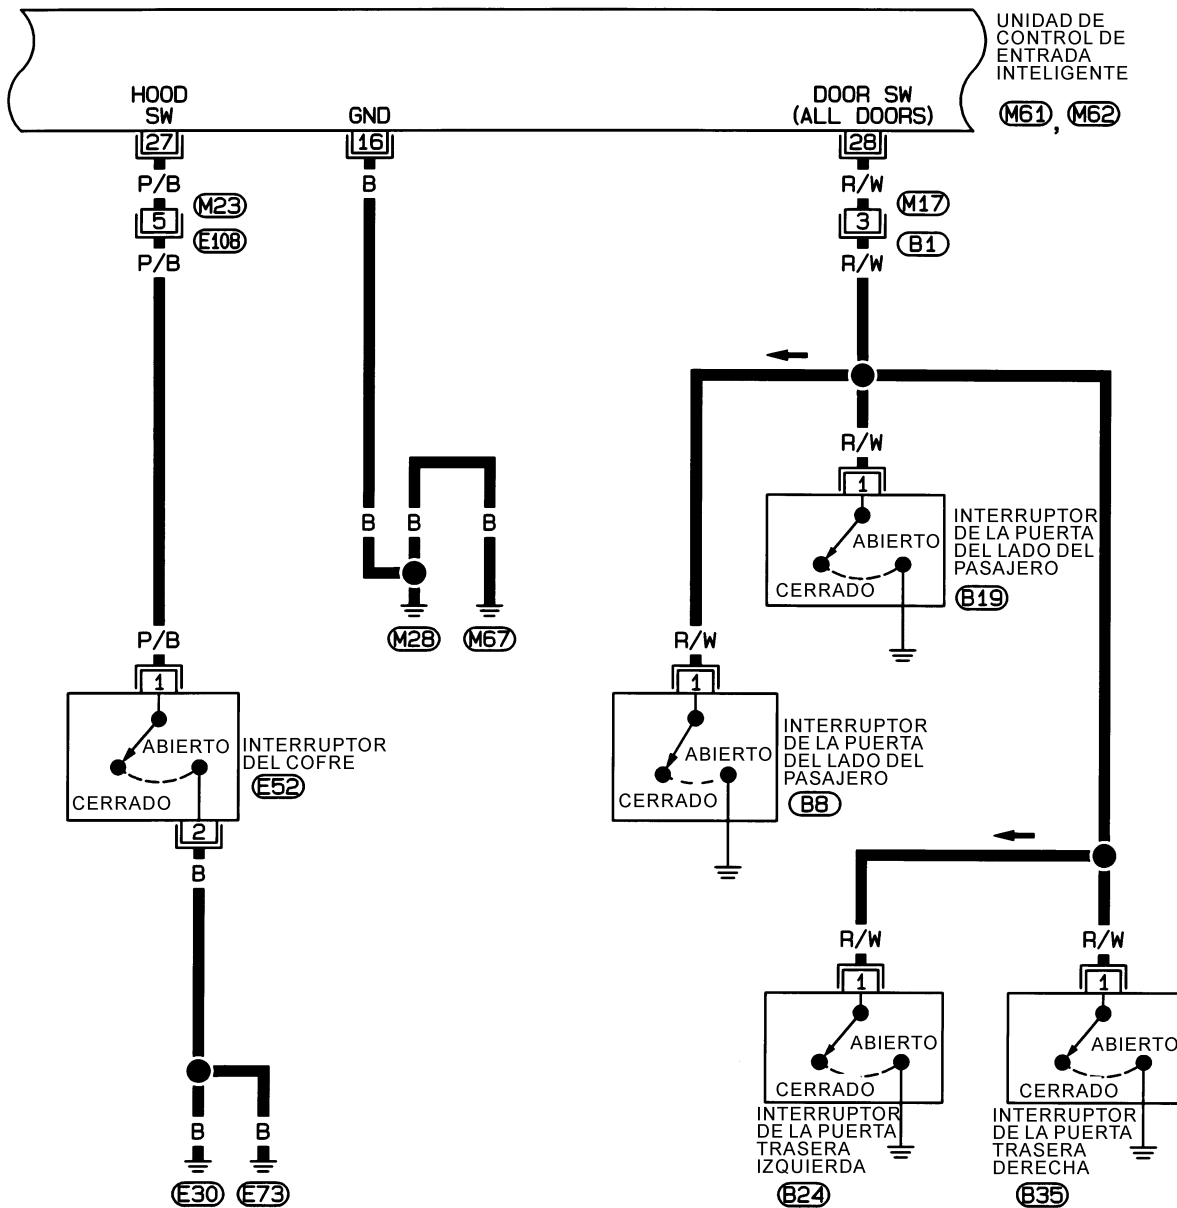 UNIDAD DE
CONTROL DE
ENTRADA
INTELIGENTE
M61 , M62
HOOD
SW
GND
DOOR SW
(ALL DOORS)
27
16
28
P/B
B
R/W
M23
M17
5
3
E108
B1
P/B
R/W
R/W
1
INTERRUPTOR
DE LA PUERTA
DEL LADO DEL
PASAJERO
ABIERTO
CERRADO
B19
B
B
B
M28
M67
P/B
R/W
1
1
ABIERTO
CERRADO
INTERRUPTOR
DEL COFRE
E52
ABIERTO
CERRADO
INTERRUPTOR
DE LA PUERTA
DEL LADO DEL
PASAJERO
B8
2
B
R/W
R/W
1
1
ABIERTO
CERRADO
ABIERTO
CERRADO
INTERRUPTOR
DE LA PUERTA
TRASERA
IZQUIERDA
INTERRUPTOR
DE LA PUERTA
TRASERA
DERECHA
B
B
E30
E73
B24
B35